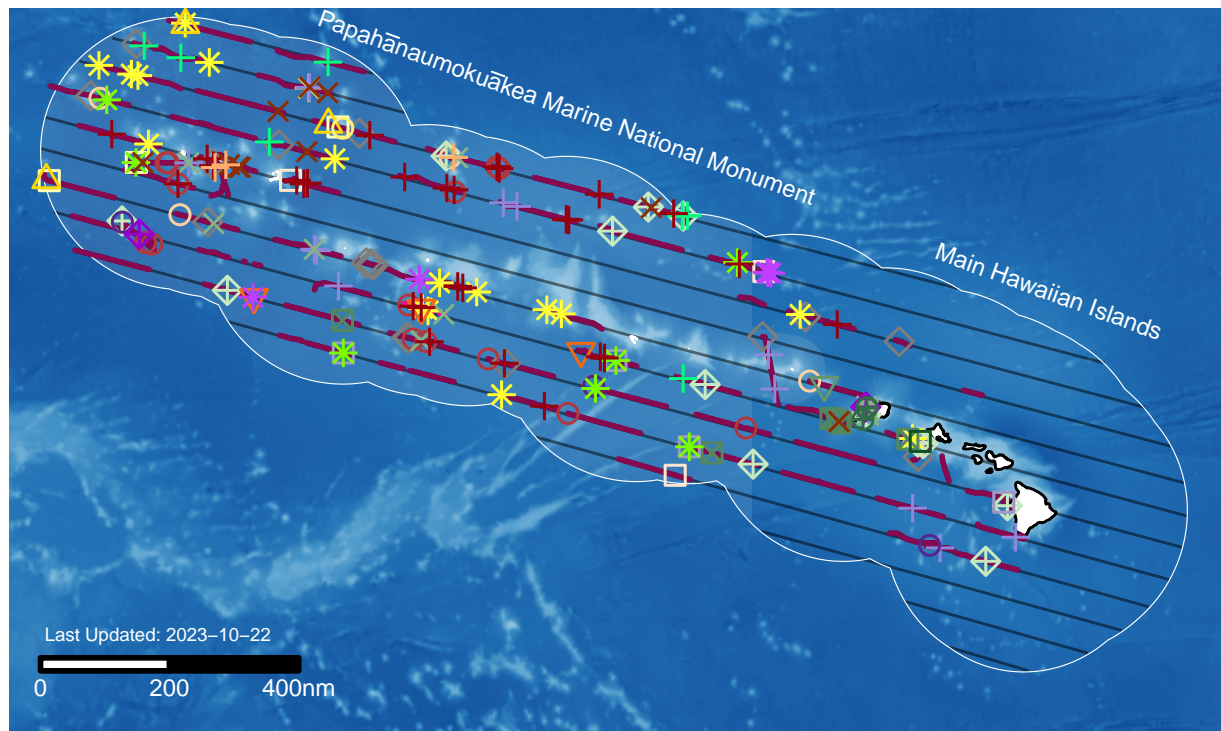 Papahānaumokuākea Marine National Monument
Main Hawaiian Islands
Last Updated: 2023−10−22
0 200 400nm